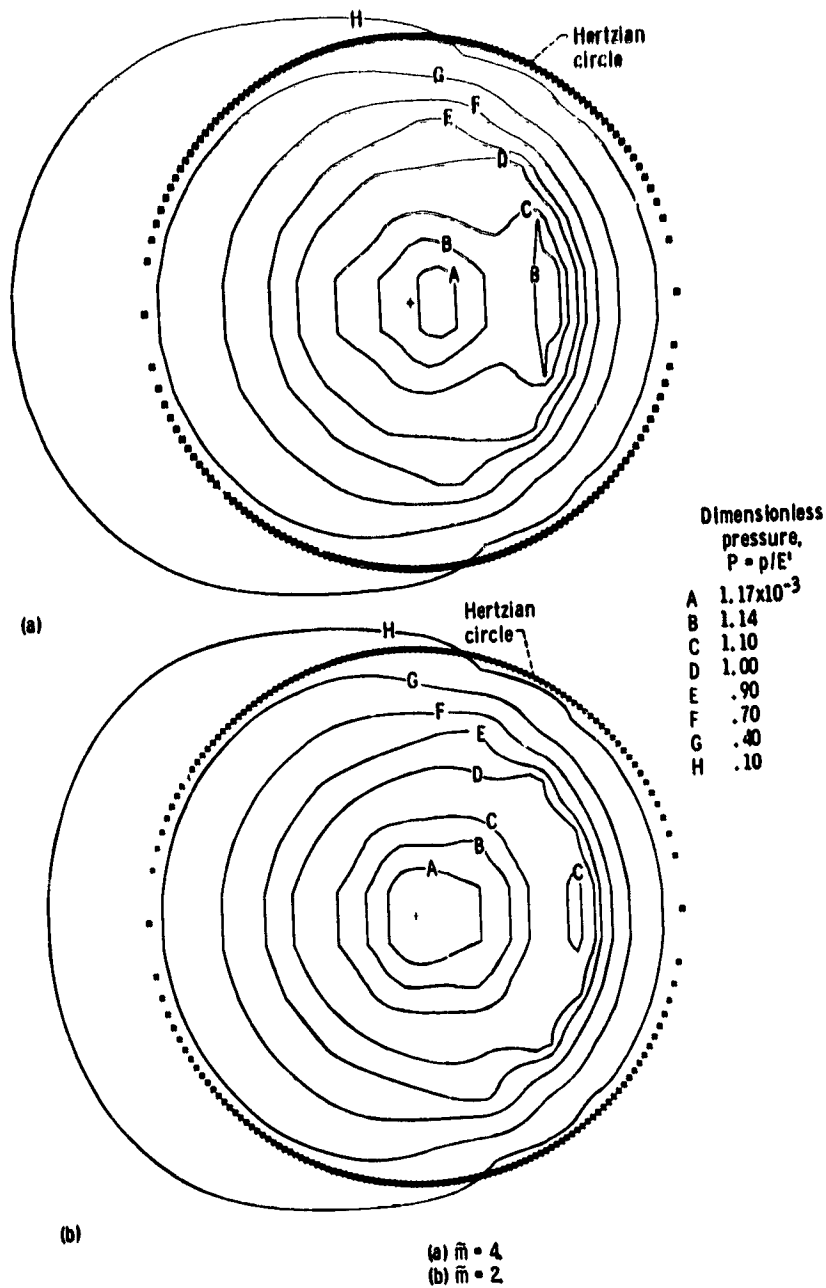 H
Hertzian
circle
G
F
E
D
C
B
A
B
(a)
Dimensionless
pressure,
P = p/E'
A 1.17x10⁻³
B 1.14
C 1.10
D 1.00
E .90
F .70
G .40
H .10
Hertzian
circle
H
G
F
E
D
C
B
A
C
(b)
(a) m̃ = 4.
(b) m̃ = 2.